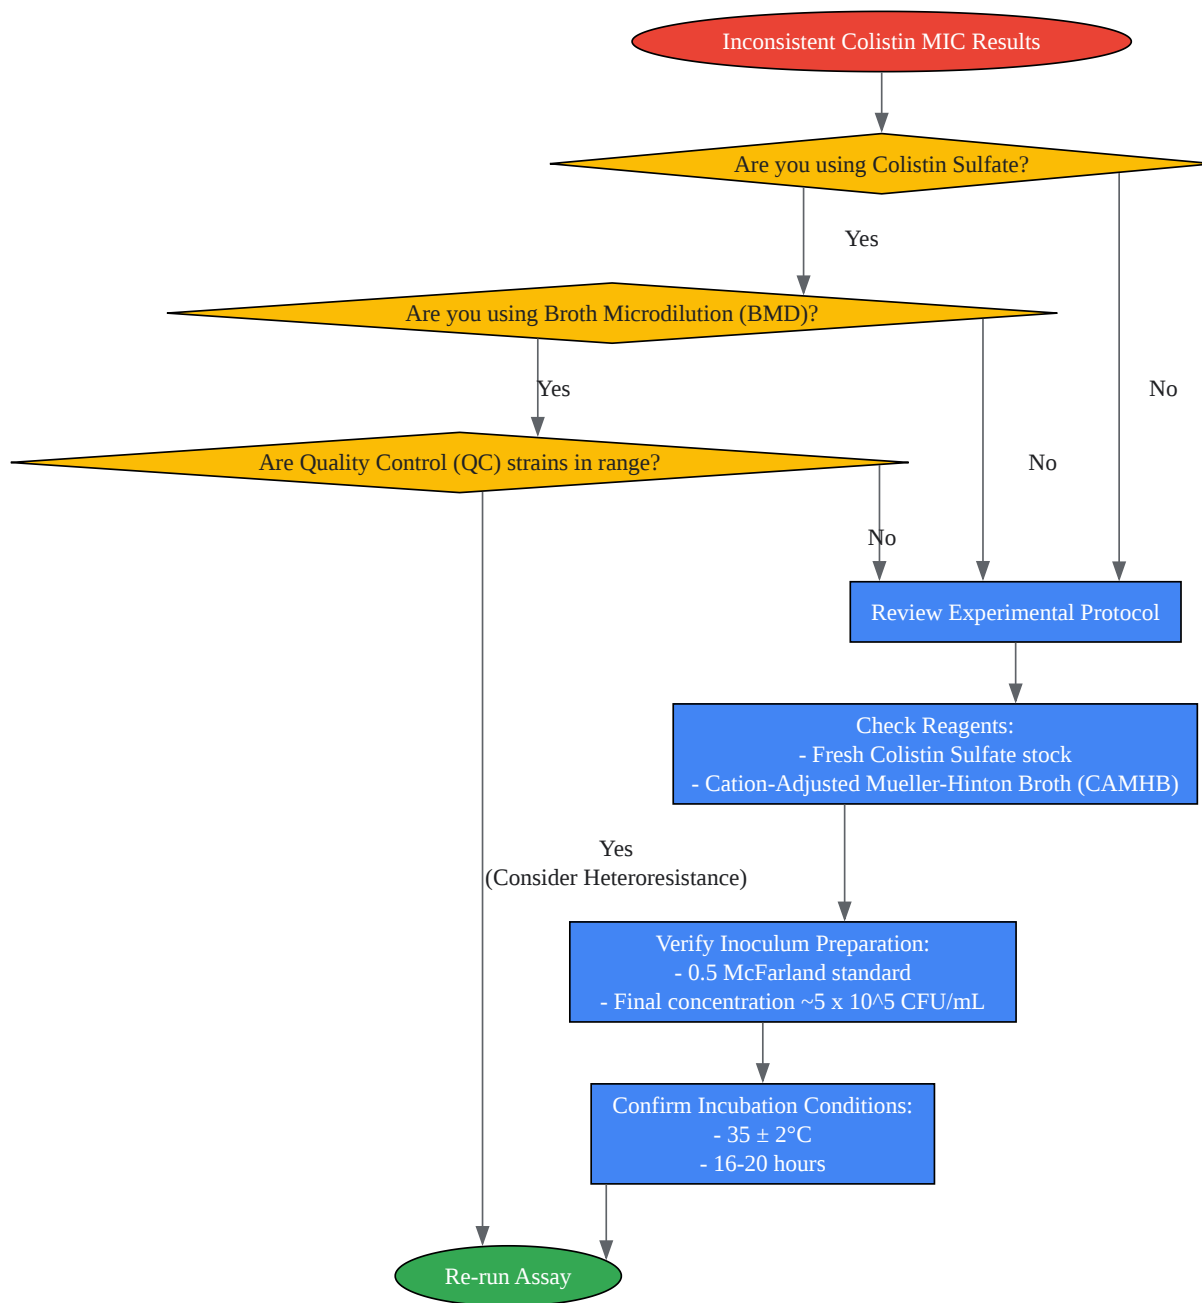 Inconsistent Colistin MIC Results
Are you using Colistin Sulfate?
Yes
Are you using Broth Microdilution (BMD)?
Yes
No
Are Quality Control (QC) strains in range?
No
No
Review Experimental Protocol
Check Reagents:
- Fresh Colistin Sulfate stock
- Cation-Adjusted Mueller-Hinton Broth (CAMHB)
Yes
(Consider Heteroresistance)
Verify Inoculum Preparation:
- 0.5 McFarland standard
- Final concentration ~5 x 10^5 CFU/mL
Confirm Incubation Conditions:
- 35 ± 2°C
- 16-20 hours
Re-run Assay